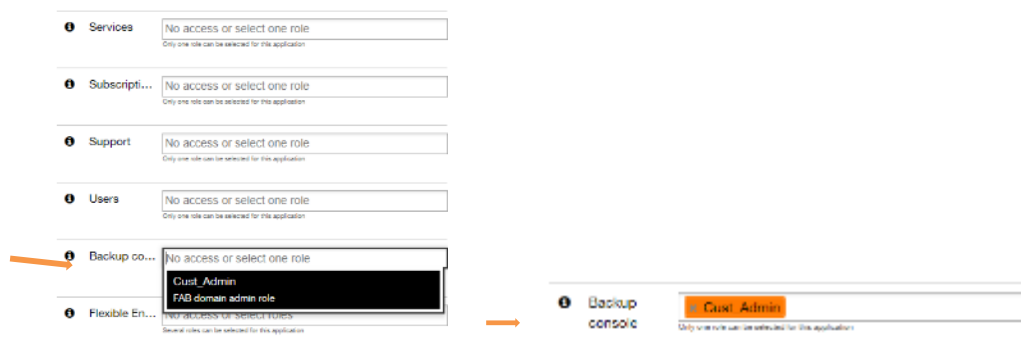 Services
No access or select one role
Only one role can be selected for this application
Subscripti...
No access or select one role
Only one role can be selected for this application
Support
No access or select one role
Only one role can be selected for this application
Users
No access or select one role
Only one role can be selected for this application
Backup co...
No access or select one role
Cust_Admin
FAB domain admin role
Flexible En...
No access or select roles
Several roles can be selected for this application
Backup
console
× Cust_Admin
Only one role can be selected for this application